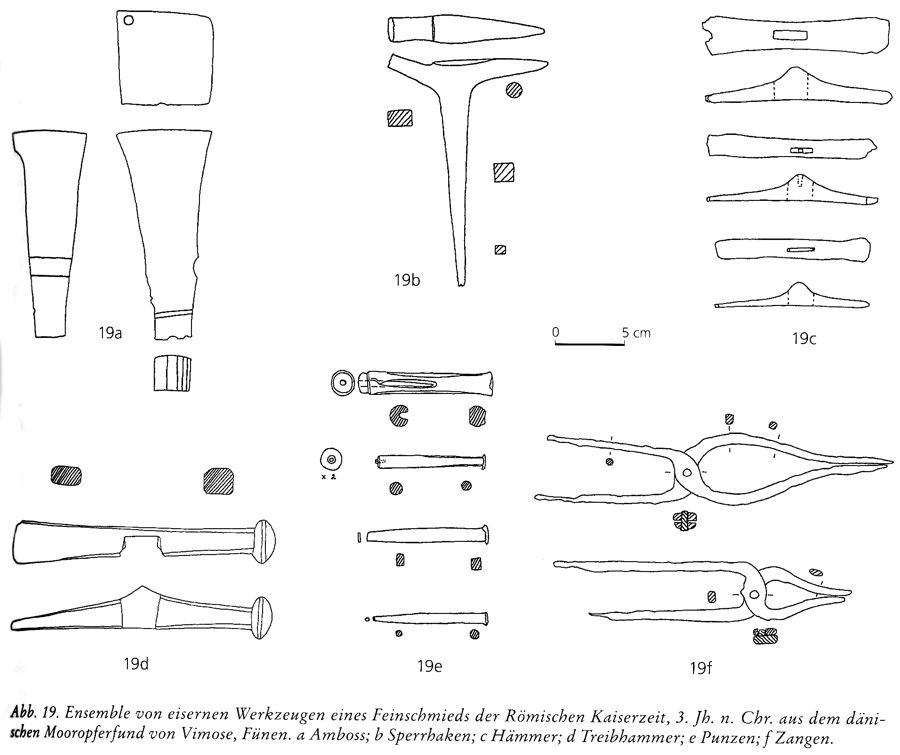 19a
19b
0 5 cm
19c
x 2
19d
19e
19f
Abb. 19. Ensemble von eisernen Werkzeugen eines Feinschmieds der Römischen Kaiserzeit, 3. Jh. n. Chr. aus dem däni-
schen Mooropferfund von Vimose, Fünen. a Amboss; b Sperrhaken; c Hämmer; d Treibhammer; e Punzen; f Zangen.